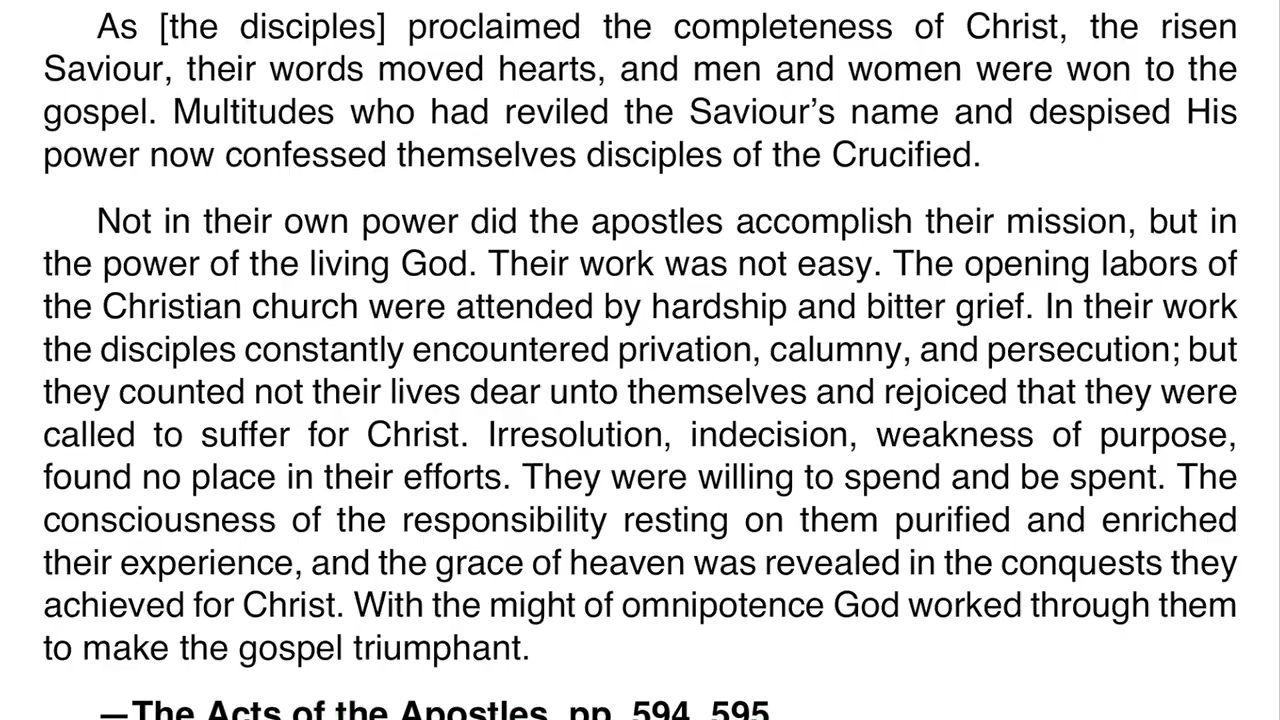 As [the disciples] proclaimed the completeness of Christ, the risen
Saviour, their words moved hearts, and men and women were won to the
gospel. Multitudes who had reviled the Saviour’s name and despised His
power now confessed themselves disciples of the Crucified.
Not in their own power did the apostles accomplish their mission, but in
the power of the living God. Their work was not easy. The opening labors of
the Christian church were attended by hardship and bitter grief. In their work
the disciples constantly encountered privation, calumny, and persecution; but
they counted not their lives dear unto themselves and rejoiced that they were
called to suffer for Christ. Irresolution, indecision, weakness of purpose,
found no place in their efforts. They were willing to spend and be spent. The
consciousness of the responsibility resting on them purified and enriched
their experience, and the grace of heaven was revealed in the conquests they
achieved for Christ. With the might of omnipotence God worked through them
to make the gospel triumphant.
—The Acts of the Apostles, pp. 594, 595